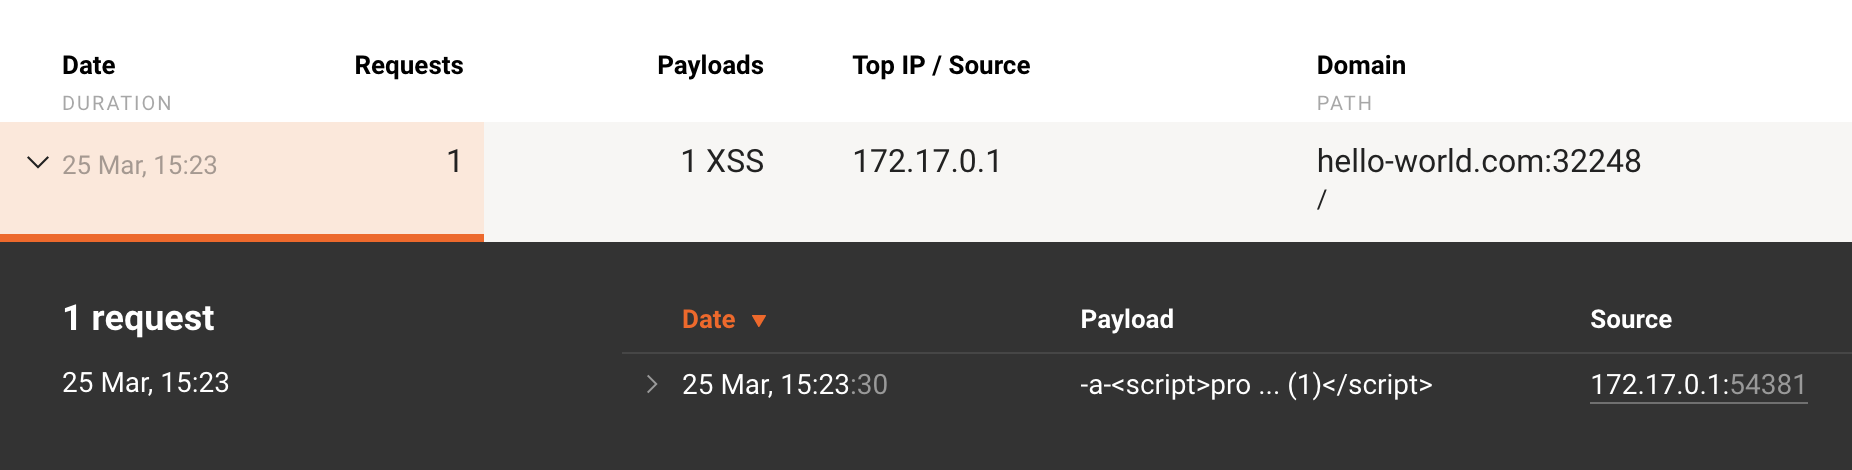 Date Requests Payloads Top IP / Source Domain
DURATION PATH
25 Mar, 15:23 1 1 XSS 172.17.0.1 hello-world.com:32248
/
1 request Date Payload Source
25 Mar, 15:23 25 Mar, 15:23:30 -a-<script>pro ... (1)</script> 172.17.0.1:54381